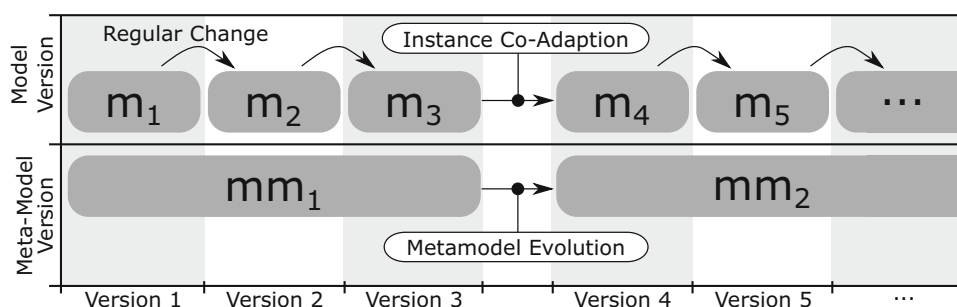 Model
Version
Regular Change
Instance Co-Adaption
m1
m2
m3
m4
m5
...
Meta-Model
Version
mm1
mm2
Metamodel Evolution
Version 1
Version 2
Version 3
Version 4
Version 5
...